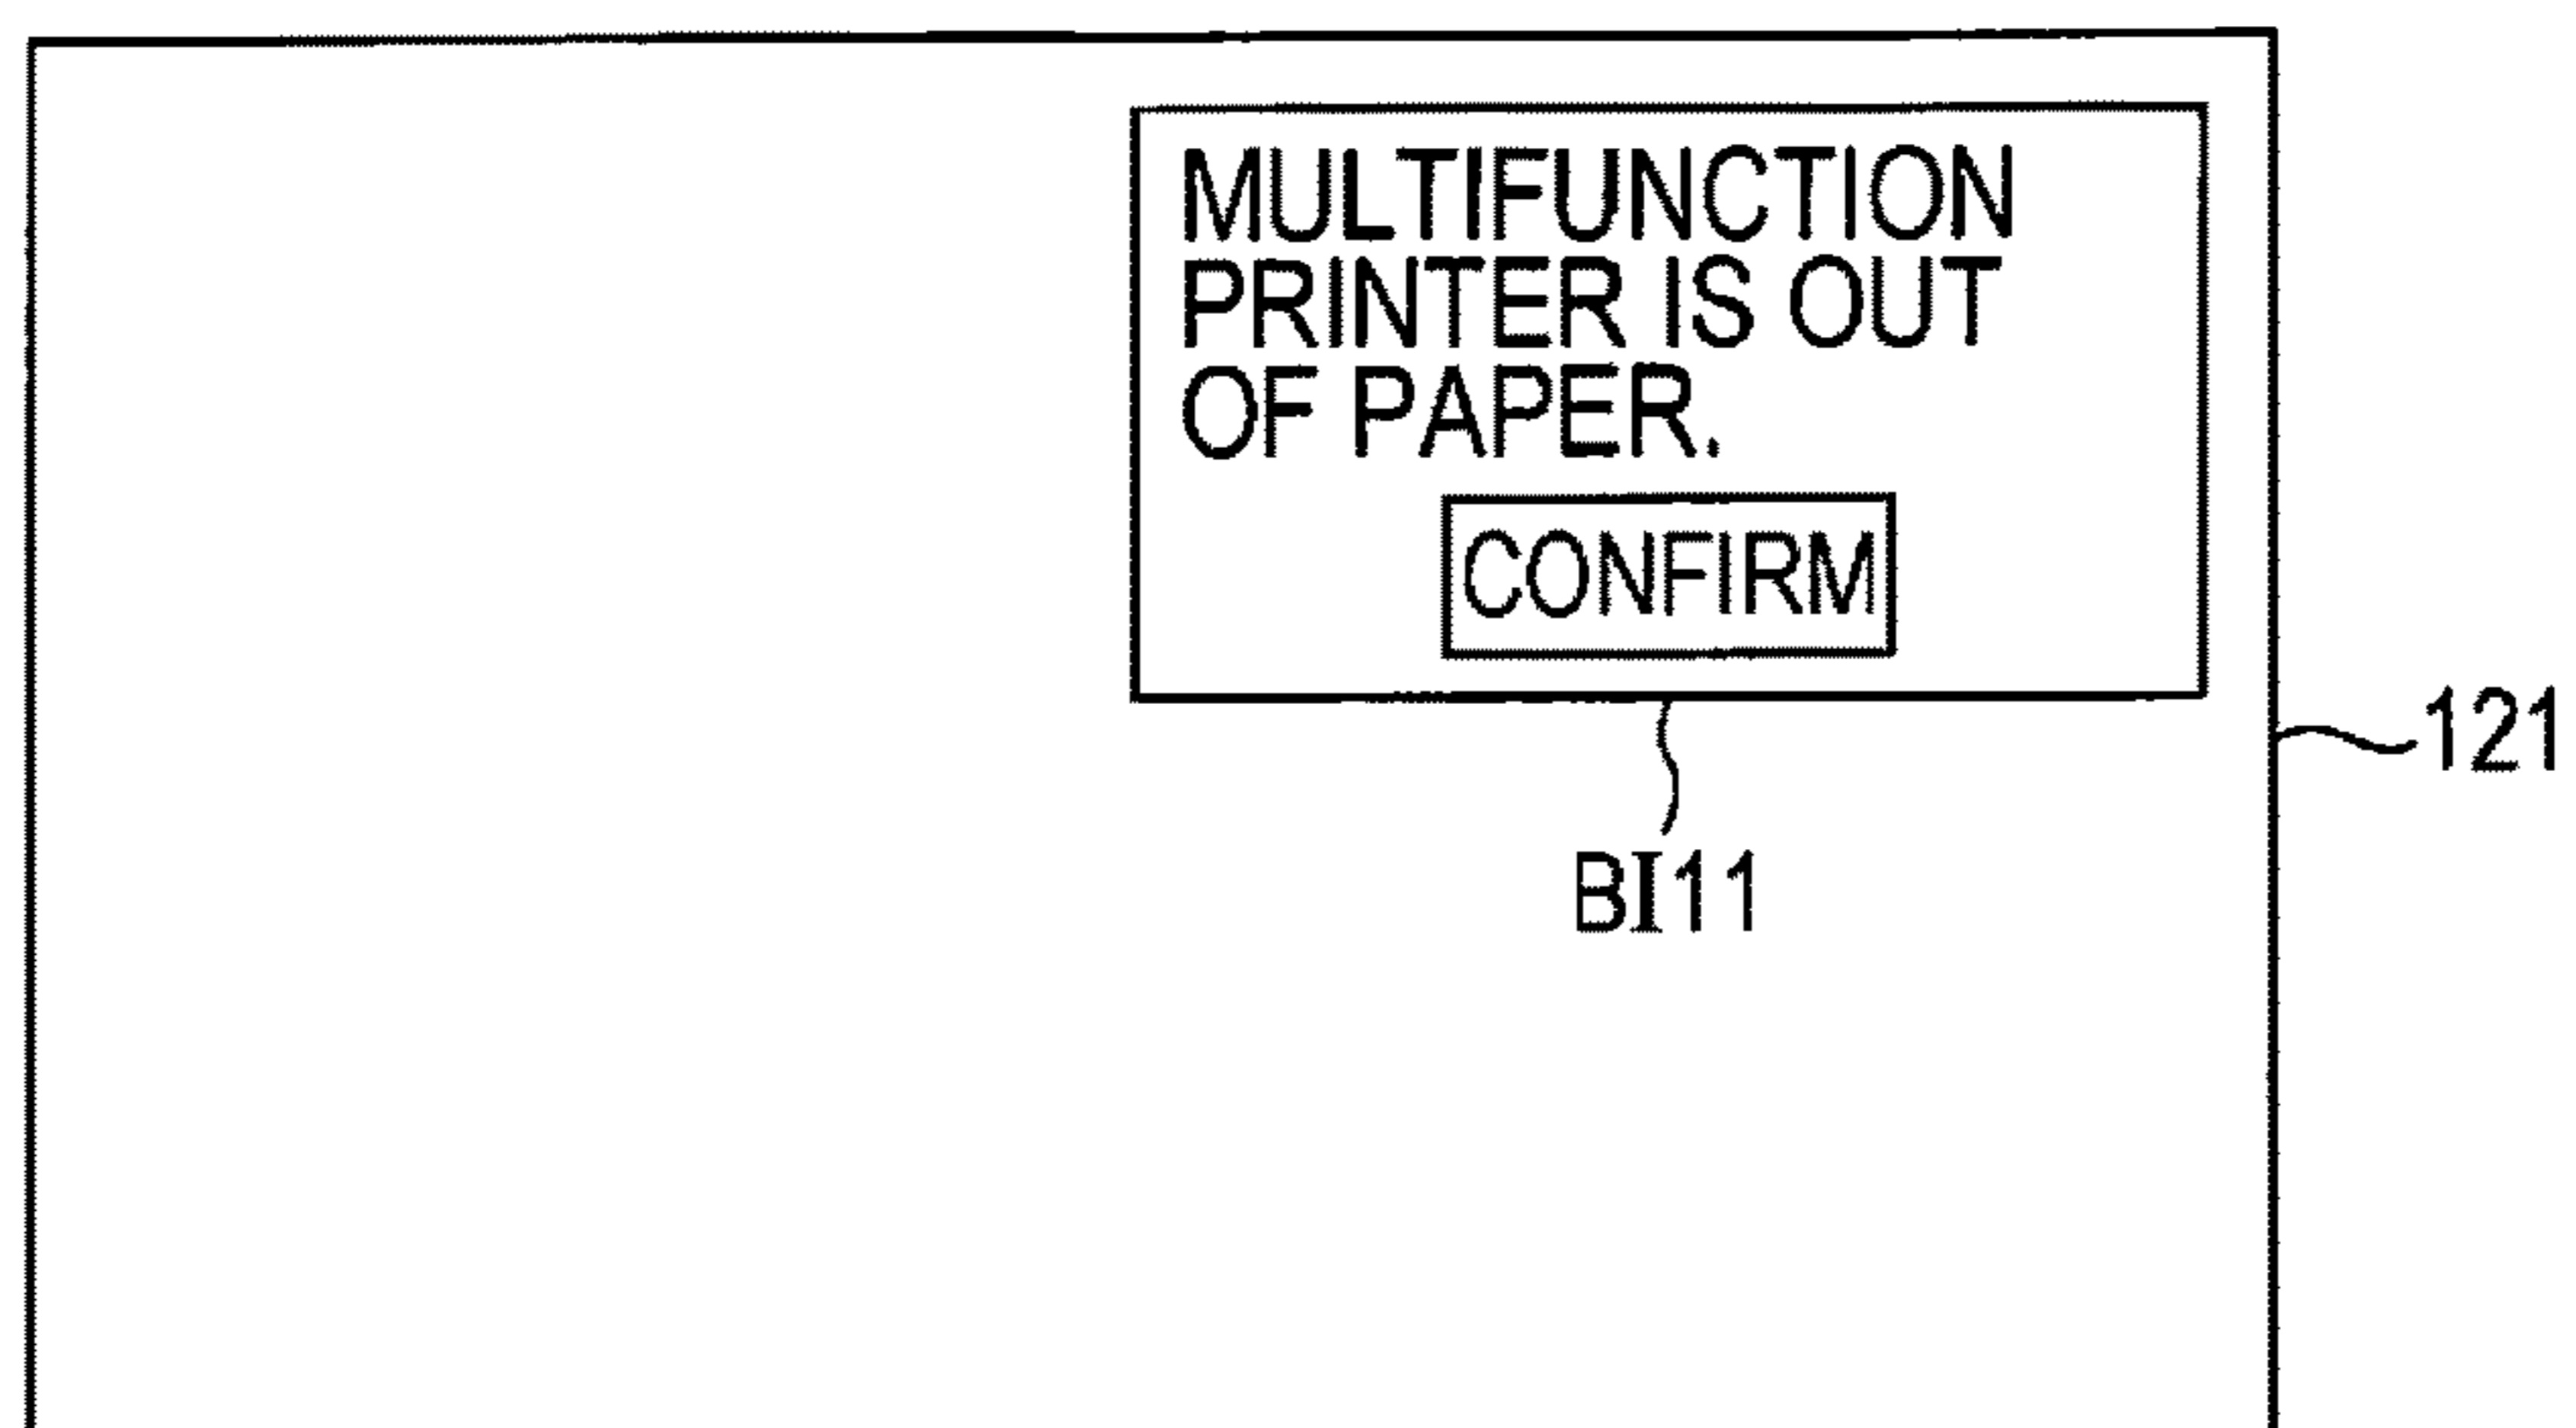 MULTIFUNCTION
PRINTER IS OUT
OF PAPER.
CONFIRM
121
BI11